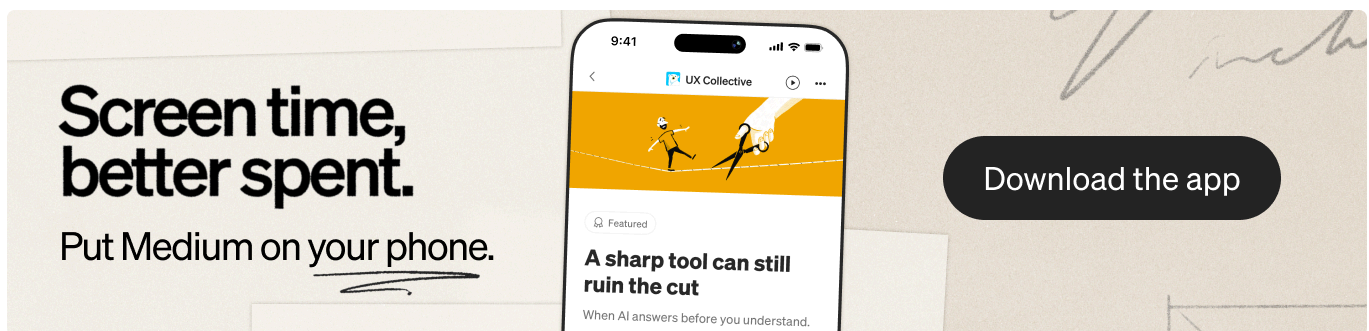 Screen time,
better spent.
Put Medium on your phone.
9:41
UX Collective
Featured
A sharp tool can still
ruin the cut
When AI answers before you understand.
Download the app